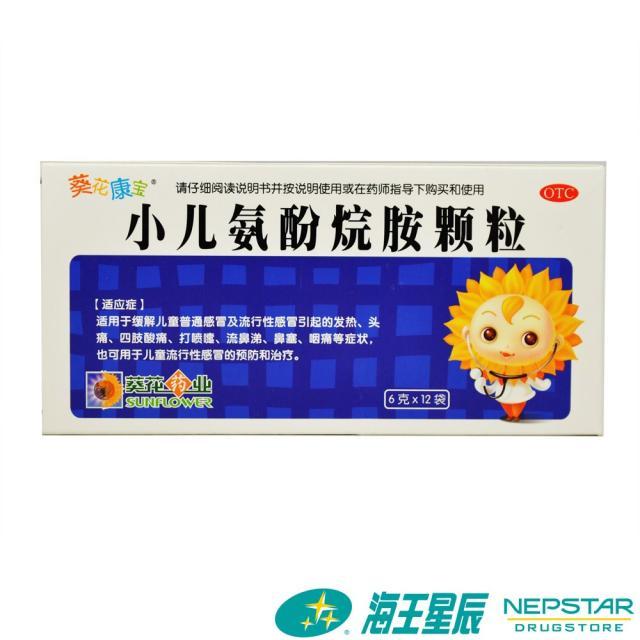 葵花康宝®
请仔细阅读说明书并按说明使用或在药师指导下购买和使用
OTC
小儿氨酚烷胺颗粒
【适应症】
适用于缓解儿童普通感冒及流行性感冒引起的发热、头
痛、四肢酸痛、打喷嚏、流鼻涕、鼻塞、咽痛等症状，
也可用于儿童流行性感冒的预防和治疗。
葵花药业
SUNFLOWER
6克x12袋
海王星辰
NEPSTAR
DRUGSTORE